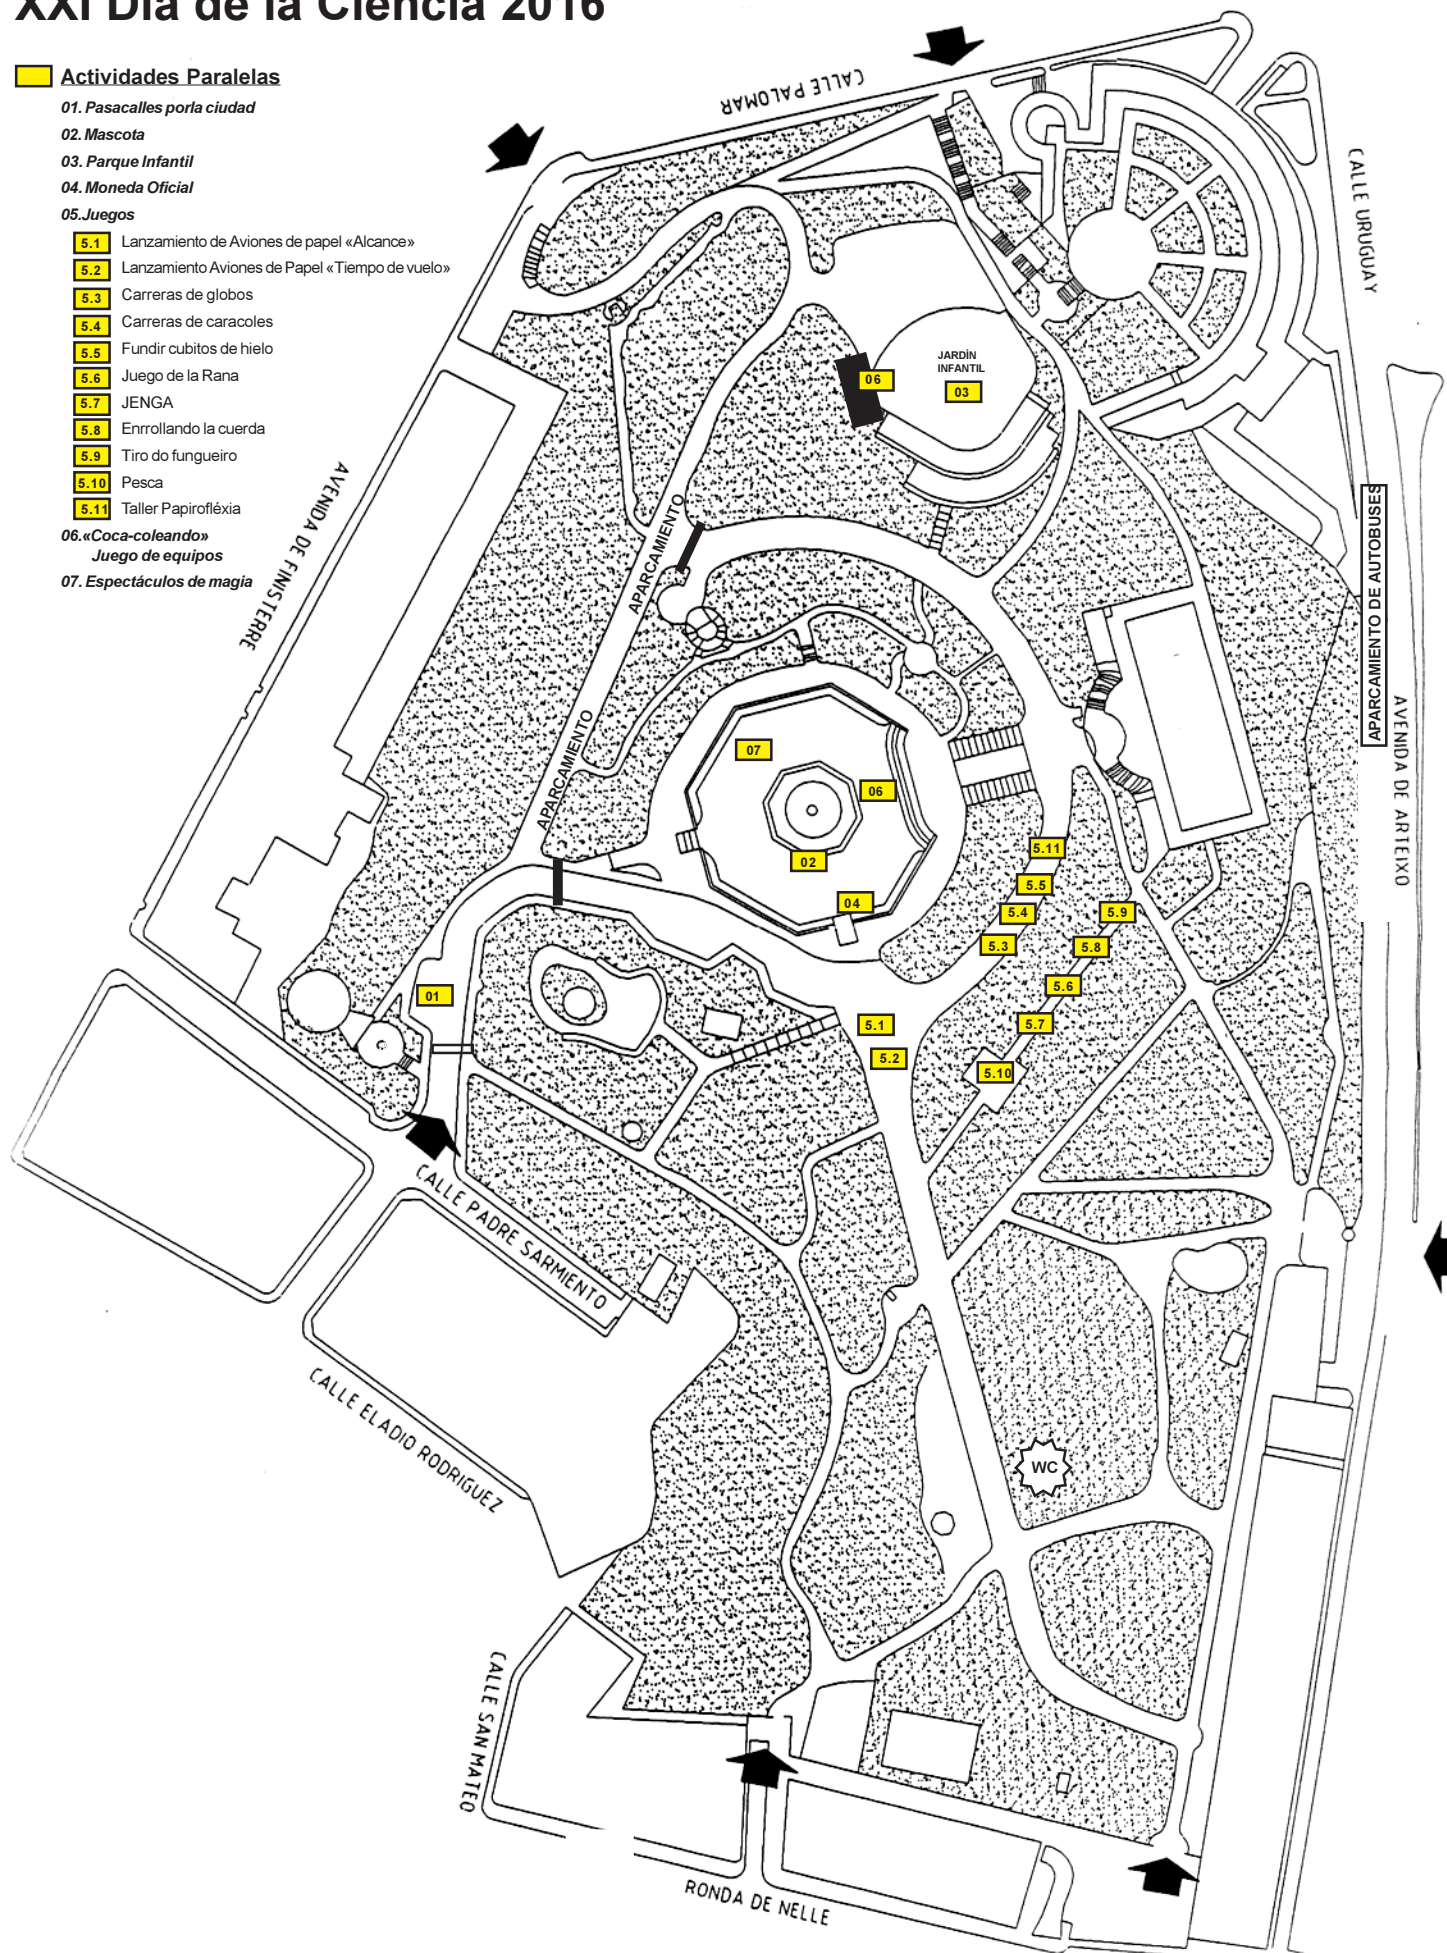 XXI Día de la Ciencia 2016
Actividades Paralelas
01. Pasacalles porla ciudad
02. Mascota
03. Parque Infantil
04. Moneda Oficial
05.Juegos
5.1 Lanzamiento de Aviones de papel «Alcance»
5.2 Lanzamiento Aviones de Papel «Tiempo de vuelo»
5.3 Carreras de globos
5.4 Carreras de caracoles
5.5 Fundir cubitos de hielo
5.6 Juego de la Rana
5.7 JENGA
5.8 Enrrollando la cuerda
5.9 Tiro do fungueiro
5.10 Pesca
5.11 Taller Papirofléxia
06.«Coca-coleando»
Juego de equipos
07. Espectáculos de magia
CALLE PALOMAR
CALLE URUGUAY
JARDÍN
INFANTIL
06
03
AVENIDA DE FINISTERRE
APARCAMIENTO
APARCAMIENTO DE AUTOBUSES
AVENIDA DE ARTEIXO
APARCAMIENTO
07
06
02
04
5.11
5.5
5.4
5.9
5.3
5.8
5.6
01
5.1
5.7
5.2
5.10
CALLE PADRE SARMIENTO
CALLE ELADIO RODRIGUEZ
WC
CALLE SAN MATEO
RONDA DE NELLE